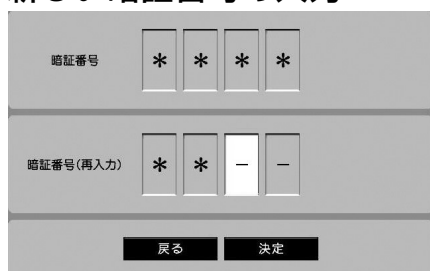 新しい暗証番号の入力
暗証番号 * * * *
暗証番号(再入力) * * - -
戻る 決定